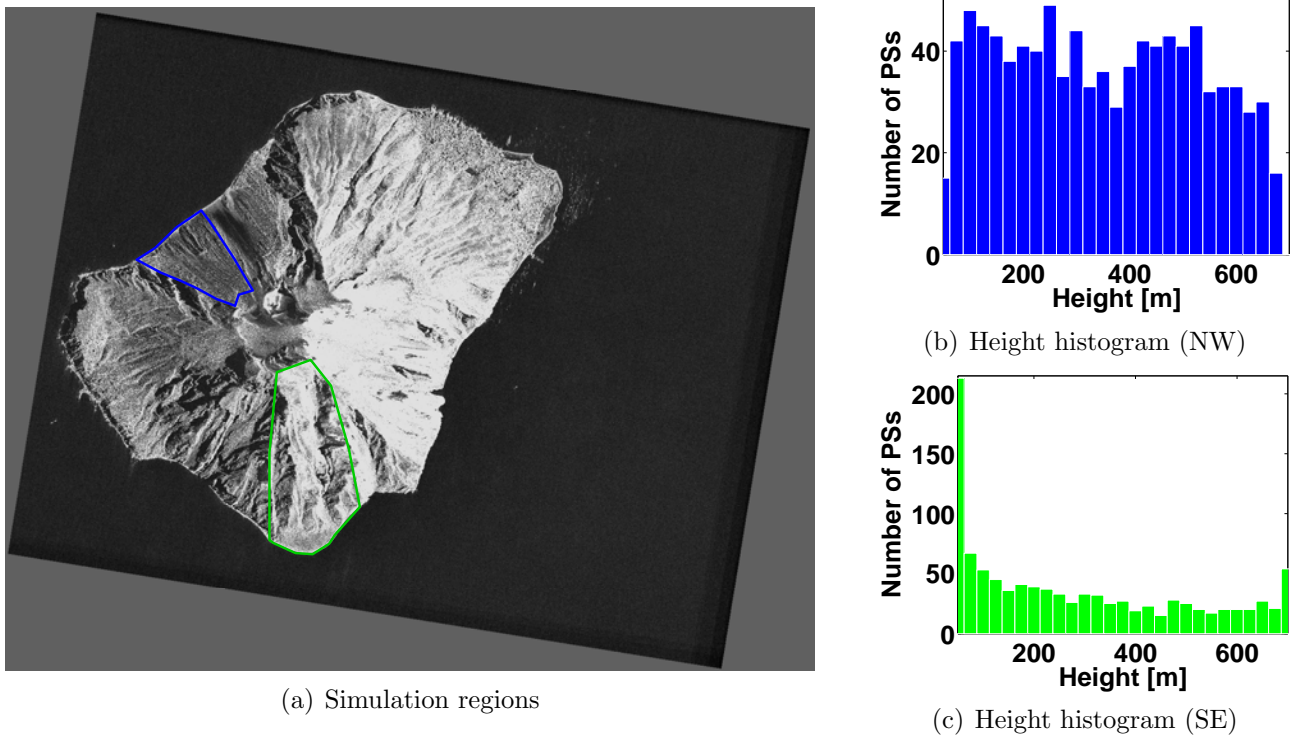 (a) Simulation regions
Number of PSs
40
20
0
200 400 600
Height [m]
(b) Height histogram (NW)
Number of PSs
200
150
100
50
0
200 400 600
Height [m]
(c) Height histogram (SE)